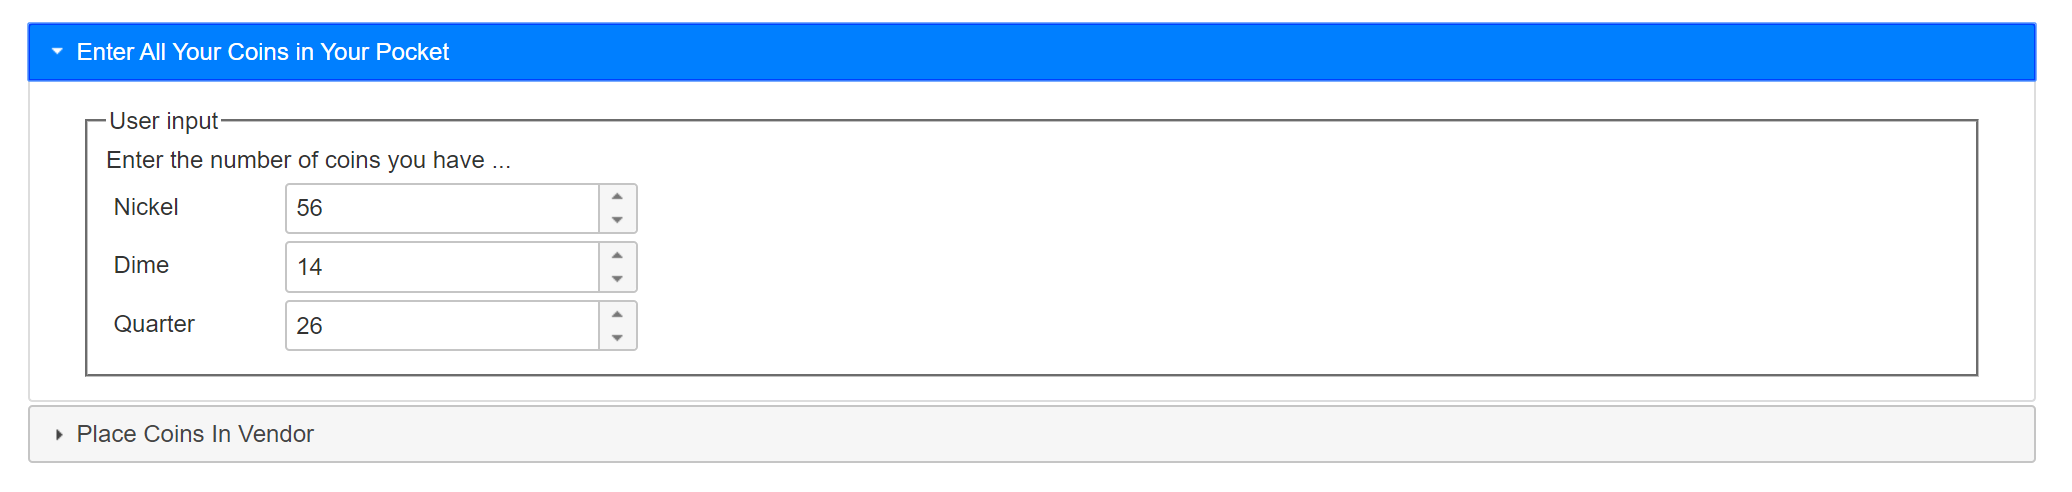 Enter All Your Coins in Your Pocket
User input
Enter the number of coins you have ...
Nickel 56
Dime 14
Quarter 26
Place Coins In Vendor